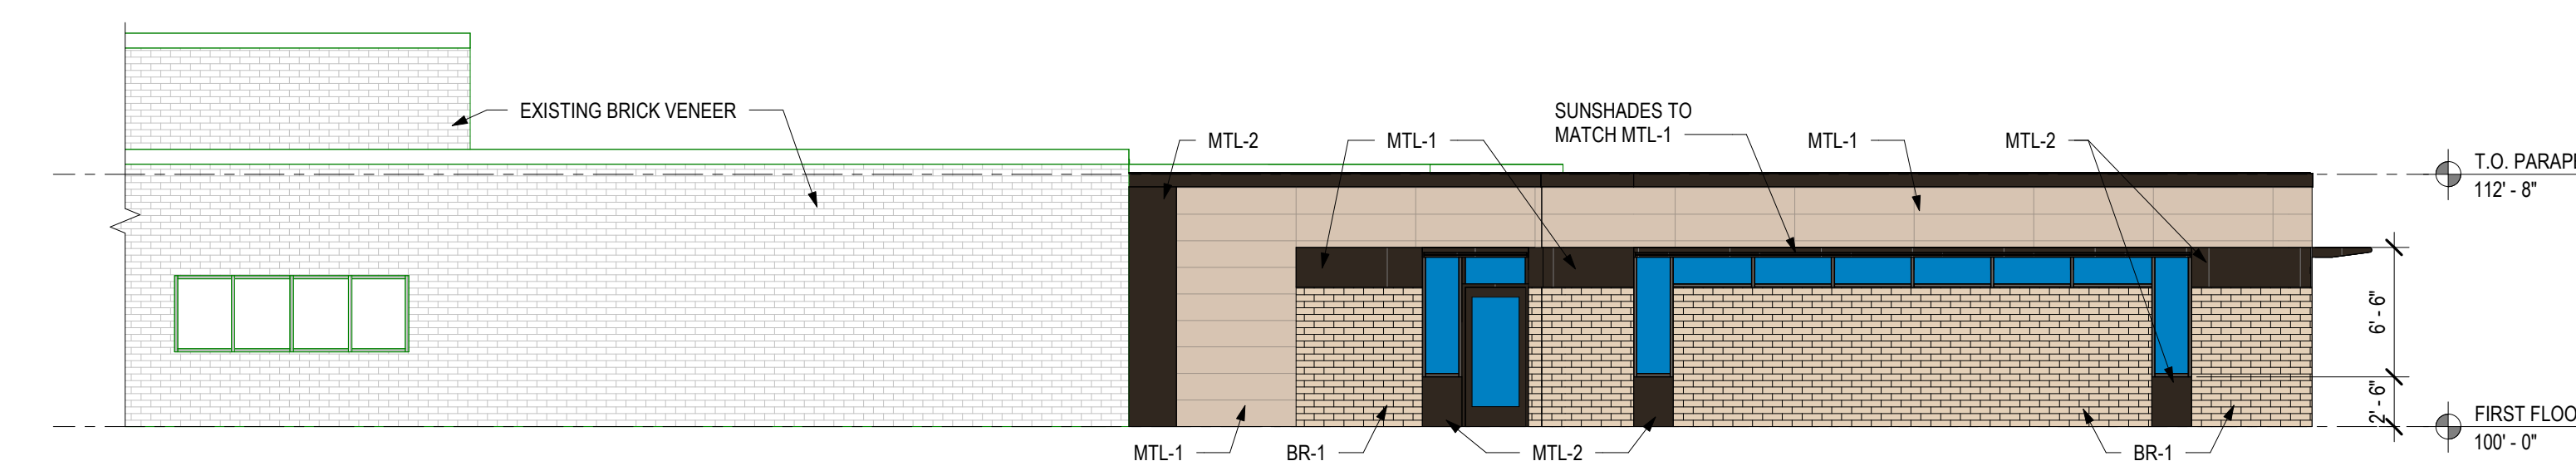 EXISTING BRICK VENEER
SUNSHADES TO
MATCH MTL-1
MTL-2
MTL-1
MTL-1
MTL-2
T.O. PARAP
112' - 8"
6' - 6"
2' - 6"
FIRST FLOO
100' - 0"
MTL-1
BR-1
MTL-2
BR-1